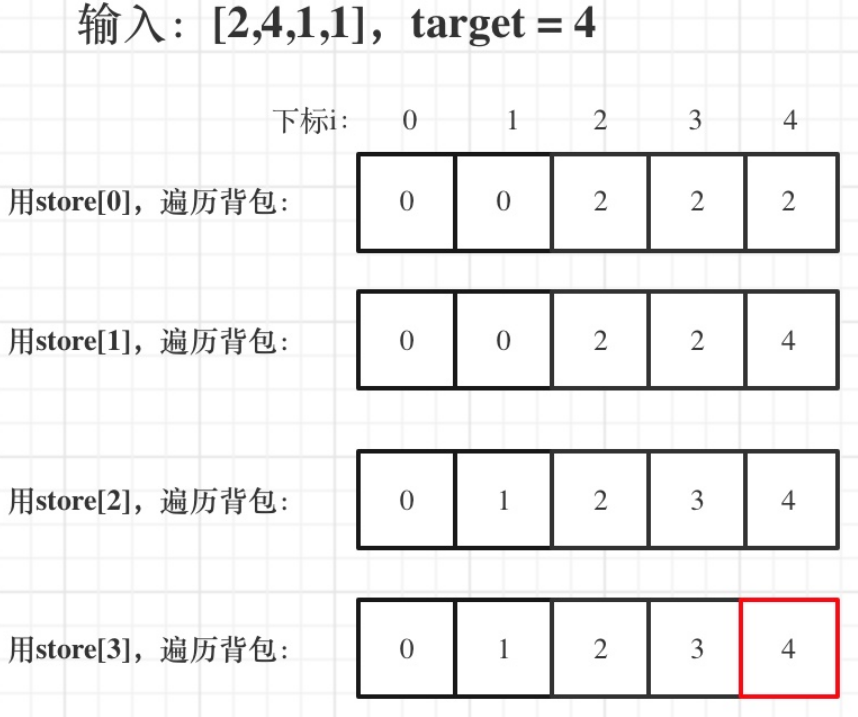 输入：[2,4,1,1]，target = 4
下标i： 0 1 2 3 4
用store[0]，遍历背包： 0 0 2 2 2
用store[1]，遍历背包： 0 0 2 2 4
用store[2]，遍历背包： 0 1 2 3 4
用store[3]，遍历背包： 0 1 2 3 4